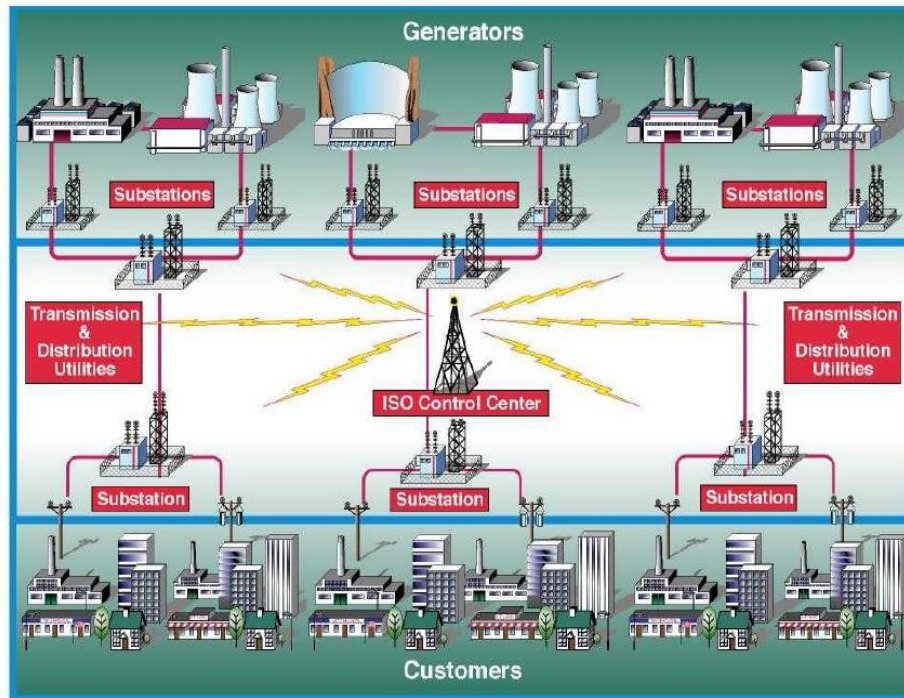 Generators
Substations
Substations
Substations
Transmission
&
Distribution
Utilities
Transmission
&
Distribution
Utilities
ISO Control Center
Substation
Substation
Substation
Customers